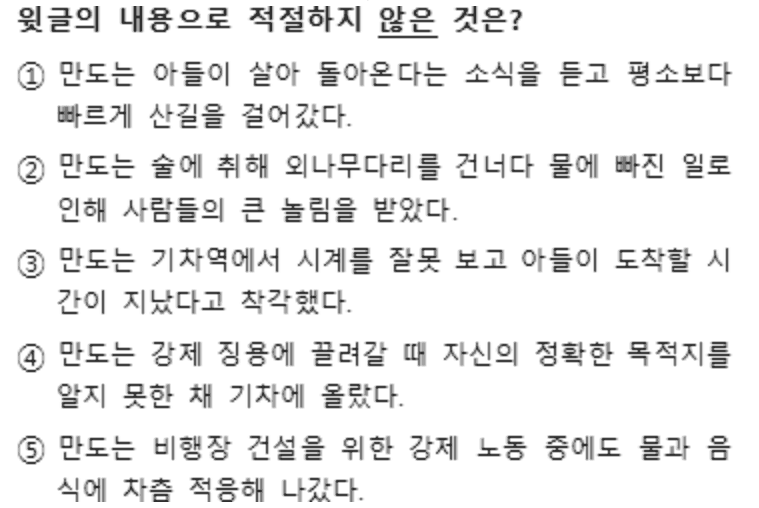 윗글의 내용으로 적절하지 않은 것은?
① 만도는 아들이 살아 돌아온다는 소식을 듣고 평소보다
빠르게 산길을 걸어갔다.
② 만도는 술에 취해 외나무다리를 건너다 물에 빠진 일로
인해 사람들의 큰 놀림을 받았다.
③ 만도는 기차역에서 시계를 잘못 보고 아들이 도착할 시
간이 지났다고 착각했다.
④ 만도는 강제 징용에 끌려갈 때 자신의 정확한 목적지를
알지 못한 채 기차에 올랐다.
⑤ 만도는 비행장 건설을 위한 강제 노동 중에도 물과 음
식에 차츰 적응해 나갔다.